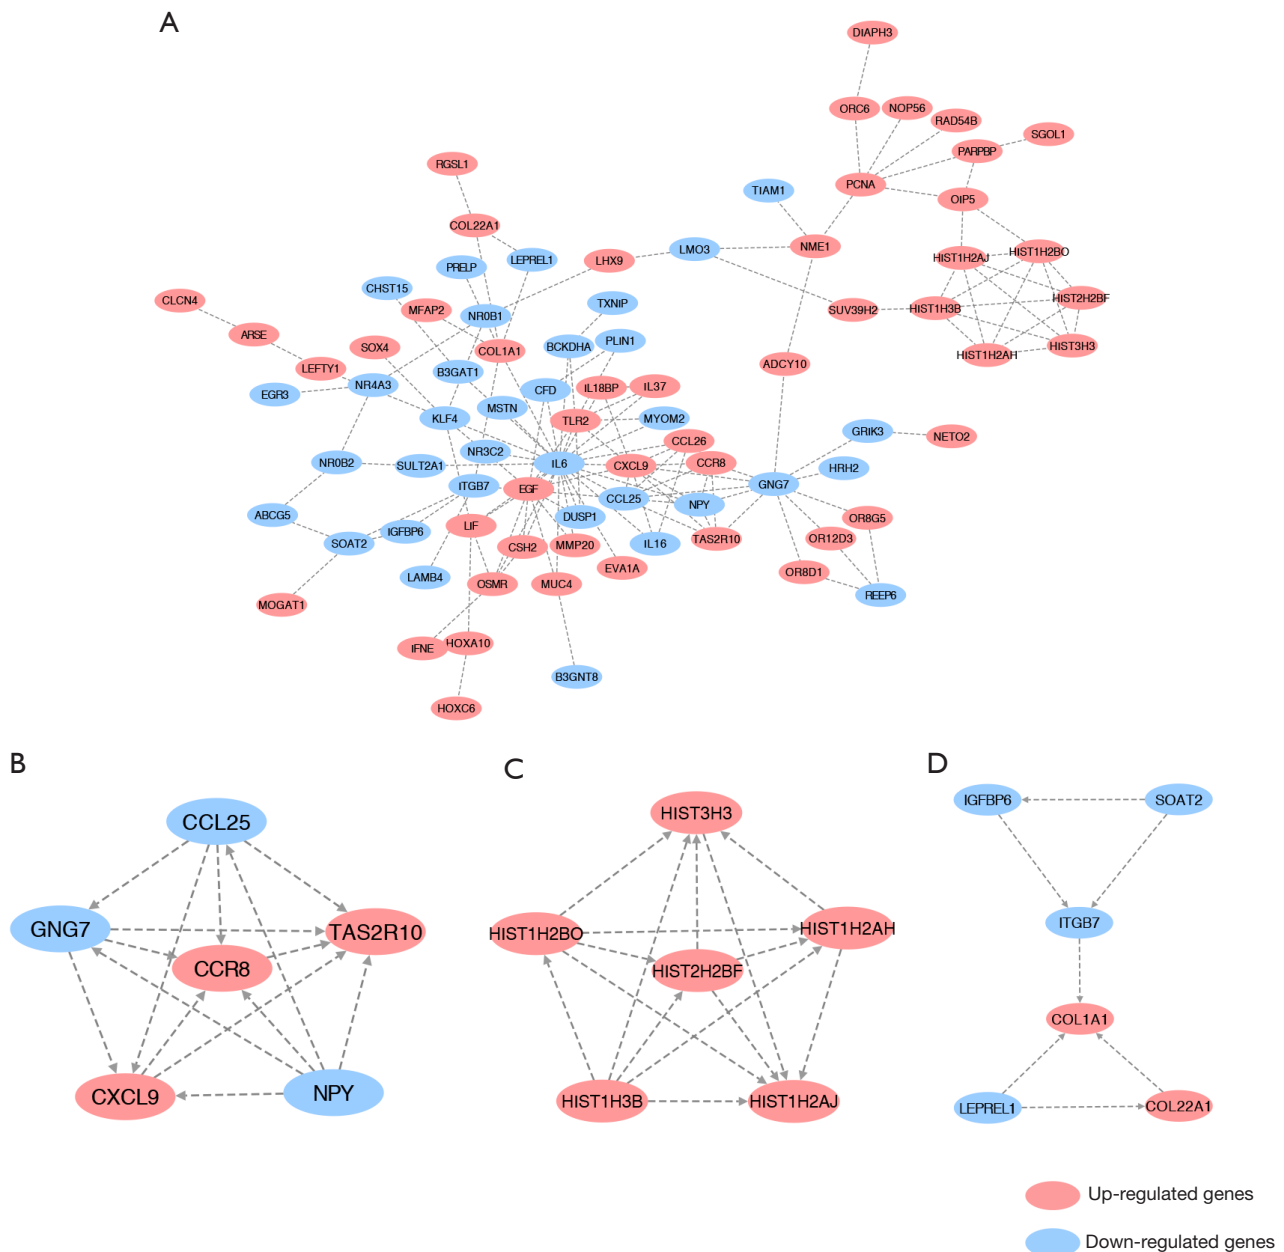 A
DIAPH3
ORC6
NOP56
RAD54B
SGOL1
PARPBP
RGSL1
PCNA
TIAM1
OIP5
COL22A1
LMO3
NME1
HIST1H2AJ
HIST1H2BO
PRELP
LEPREL1
LHX9
CHST15
HIST2H2BF
CLCN4
MFAP2
NR0B1
TXNIP
SUV39H2
HIST1H3B
ARSE
SOX4
COL1A1
BCKDHA
PLIN1
HIST1H2AH
HIST3H3
LEFTY1
B3GAT1
ADCY10
EGR3
NR4A3
CFD
IL18BP
IL37
KLF4
MSTN
TLR2
MYOM2
GRIK3
NETO2
CCL26
NR0B2
SULT2A1
NR3C2
IL6
CXCL9
CCR8
HRH2
ITGB7
EGF
CCL25
NPY
GNG7
ABCG5
DUSP1
OR8G5
SOAT2
IGFBP6
LIF
CSH2
MMP20
IL16
TAS2R10
OR12D3
LAMB4
OSMR
MUC4
EVA1A
OR8D1
REEP6
MOGAT1
IFNE
HOXA10
B3GNT8
HOXC6
B
CCL25
GNG7
TAS2R10
CCR8
CXCL9
NPY
C
HIST3H3
HIST1H2BO
HIST1H2AH
HIST2H2BF
HIST1H3B
HIST1H2AJ
D
IGFBP6
SOAT2
ITGB7
COL1A1
LEPREL1
COL22A1
Up-regulated genes
Down-regulated genes